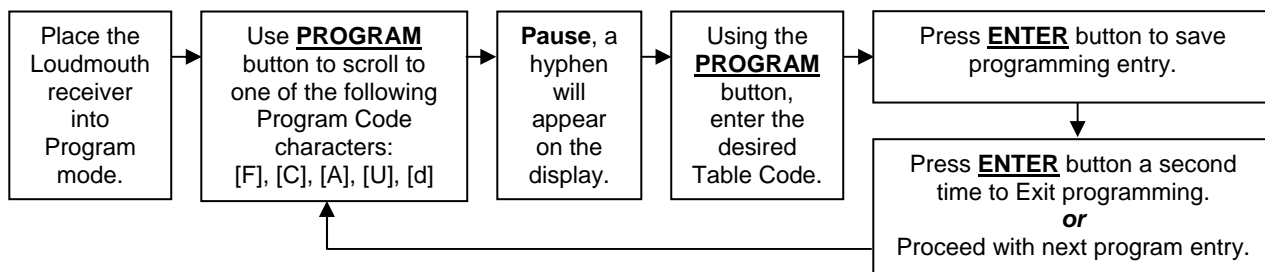 Place the
Loudmouth
receiver
into
Program
mode.
Use PROGRAM
button to scroll to
one of the following
Program Code
characters:
[F], [C], [A], [U], [d]
Pause, a
hyphen
will
appear
on the
display.
Using the
PROGRAM
button,
enter the
desired
Table Code.
Press ENTER button to save
programming entry.
Press ENTER button a second
time to Exit programming.
or
Proceed with next program entry.